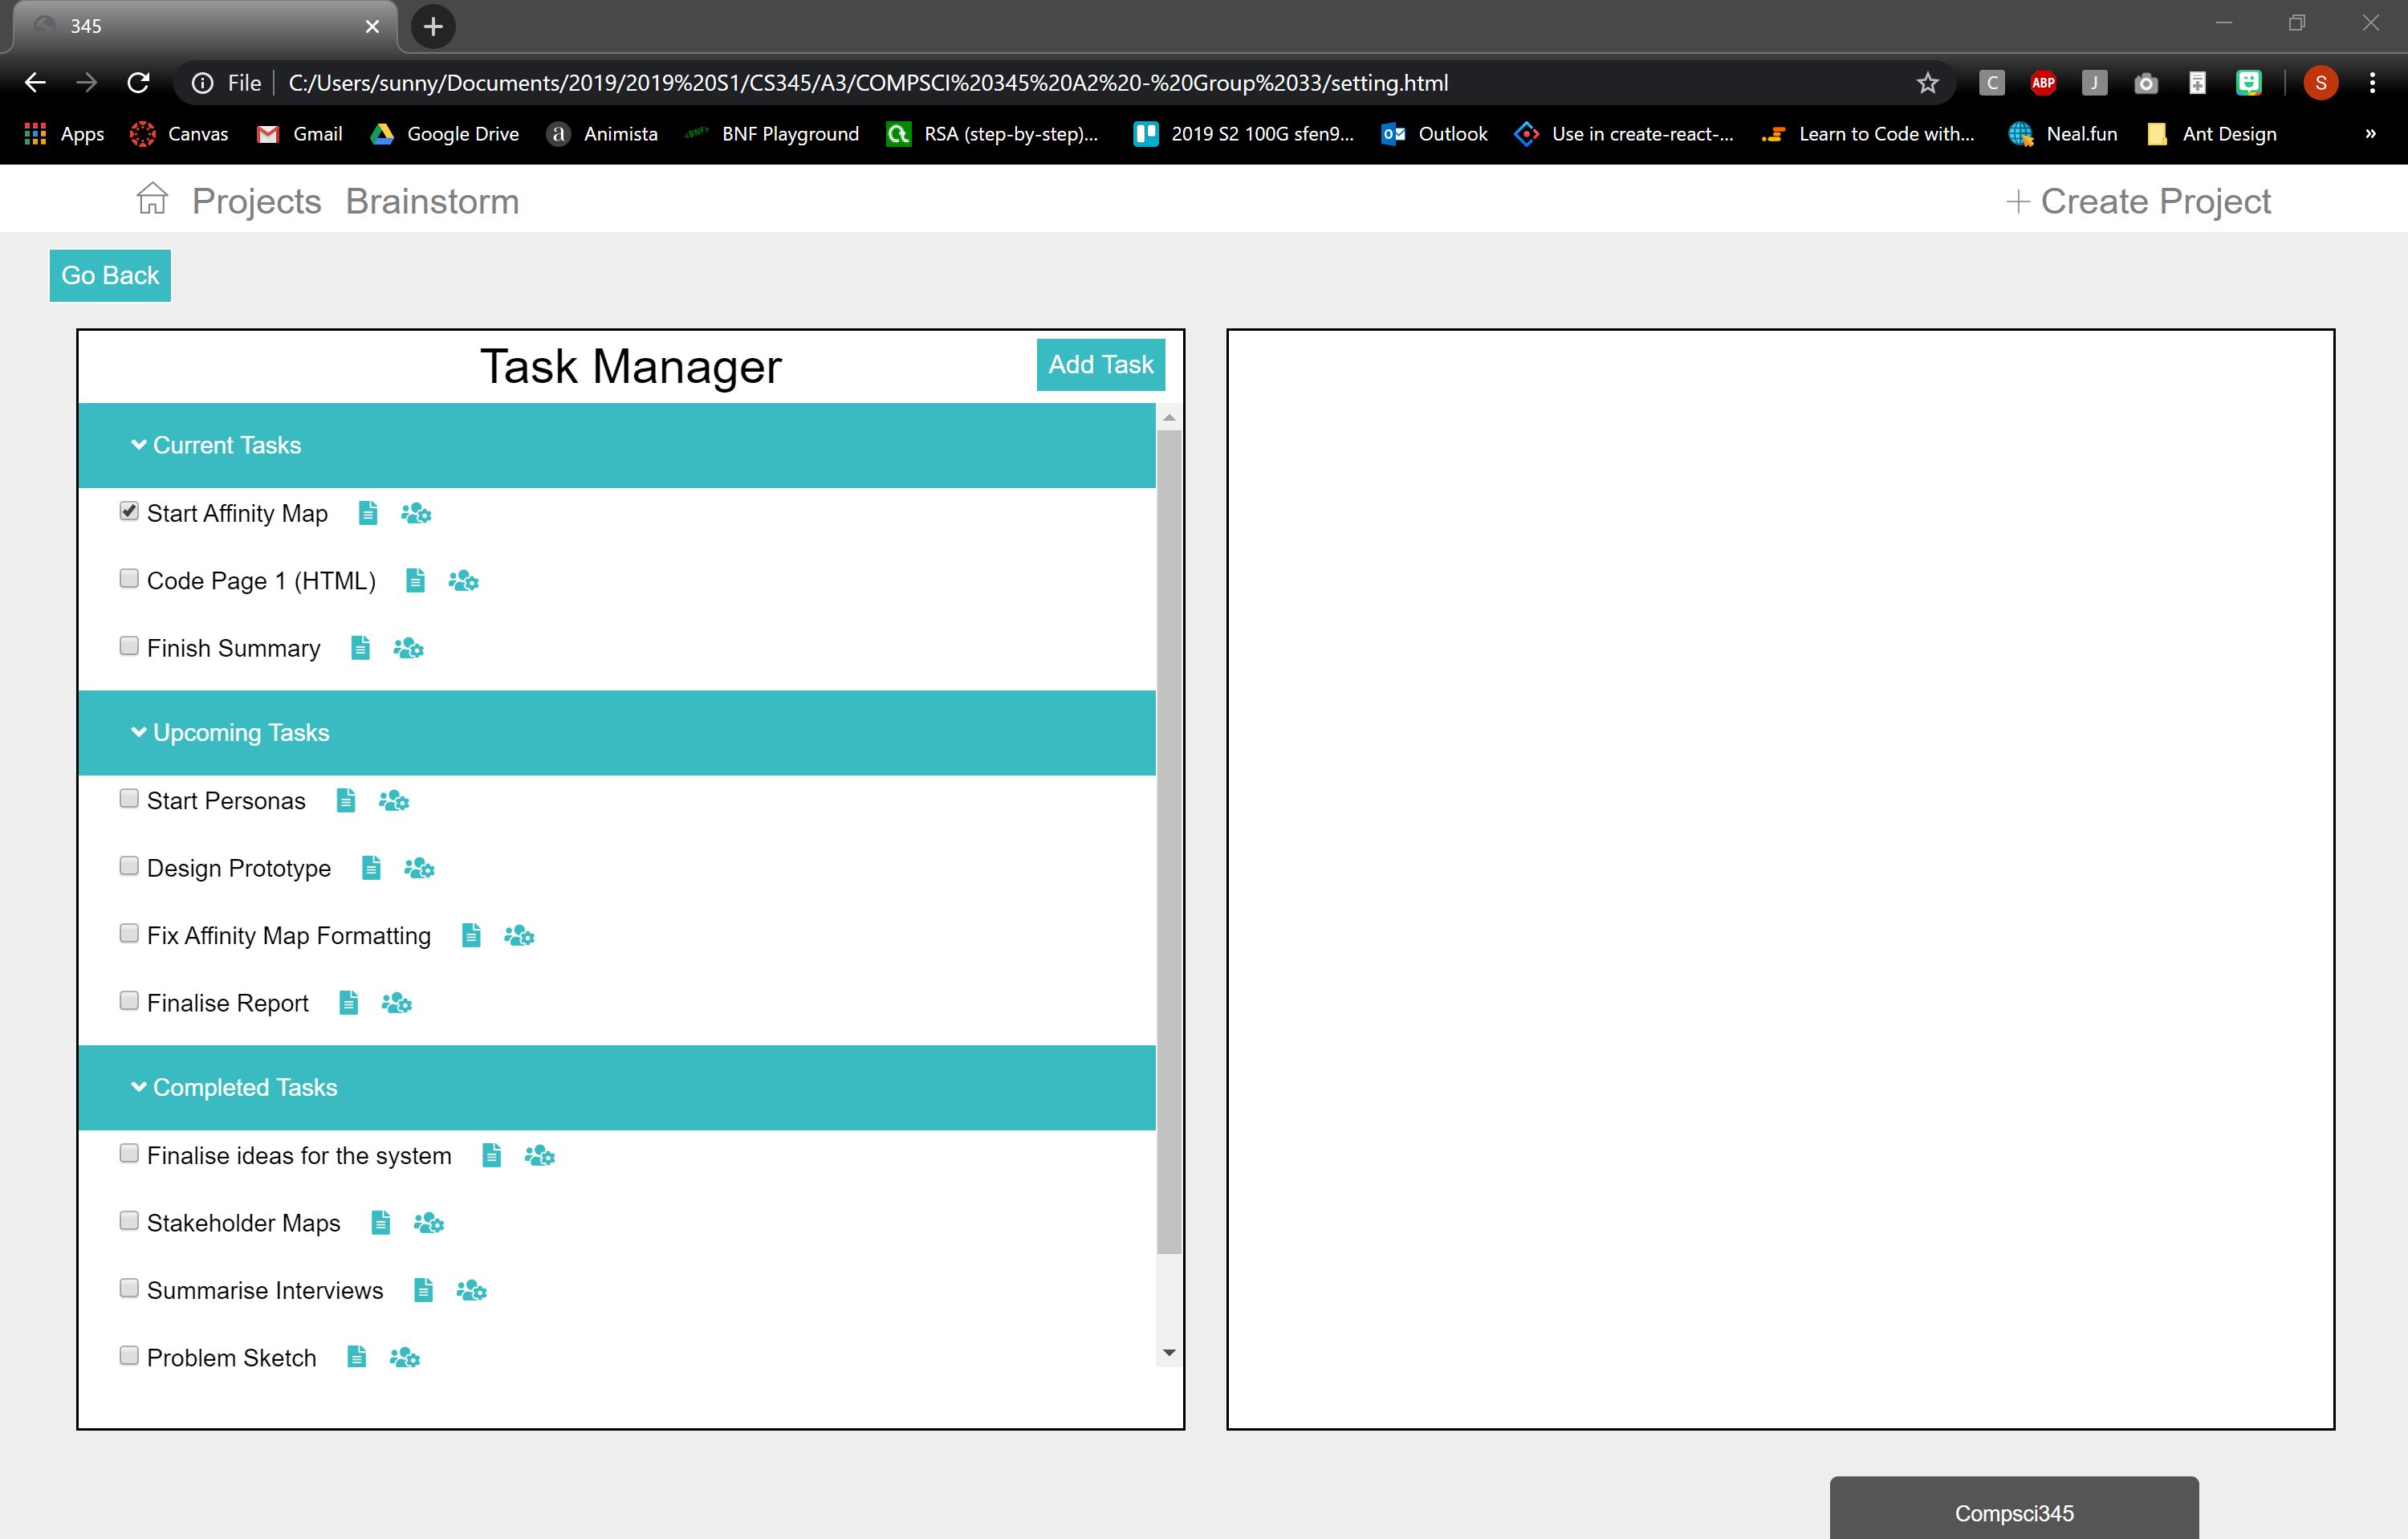 345
File C:/Users/sunny/Documents/2019/2019%20S1/CS345/A3/COMPSCI%20345%20A2%20-%20Group%2033/setting.html
C ABP J S
Apps Canvas Gmail Google Drive a Animista <BNF> BNF Playground RSA (step-by-step)... 2019 S2 100G sfen9... Outlook Use in create-react-... Learn to Code with... Neal.fun Ant Design »
Projects Brainstorm + Create Project
Go Back
Task Manager Add Task
Current Tasks
Start Affinity Map
Code Page 1 (HTML)
Finish Summary
Upcoming Tasks
Start Personas
Design Prototype
Fix Affinity Map Formatting
Finalise Report
Completed Tasks
Finalise ideas for the system
Stakeholder Maps
Summarise Interviews
Problem Sketch
Compsci345